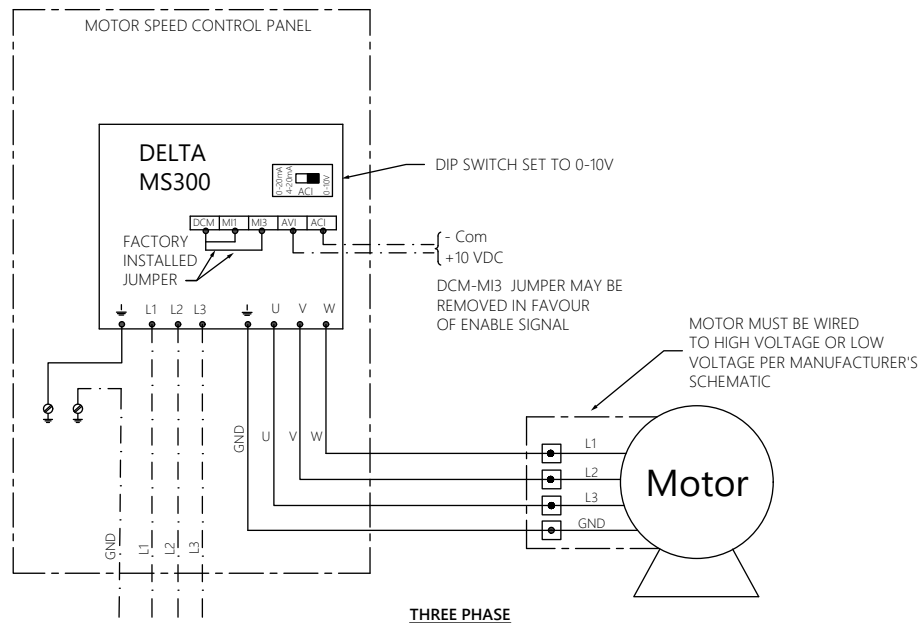 MOTOR SPEED CONTROL PANEL
DELTA
MS300
0-20mA
4-20mA
ACI
0-10V
DIP SWITCH SET TO 0-10V
DCM MI1 MI3 AVI ACI
FACTORY
INSTALLED
JUMPER
- Com
+10 VDC
DCM-MI3 JUMPER MAY BE
REMOVED IN FAVOUR
OF ENABLE SIGNAL
L1 L2 L3 U V W
MOTOR MUST BE WIRED
TO HIGH VOLTAGE OR LOW
VOLTAGE PER MANUFACTURER'S
SCHEMATIC
GND U V W
L1
L2
L3
GND
Motor
GND L1 L2 L3
THREE PHASE